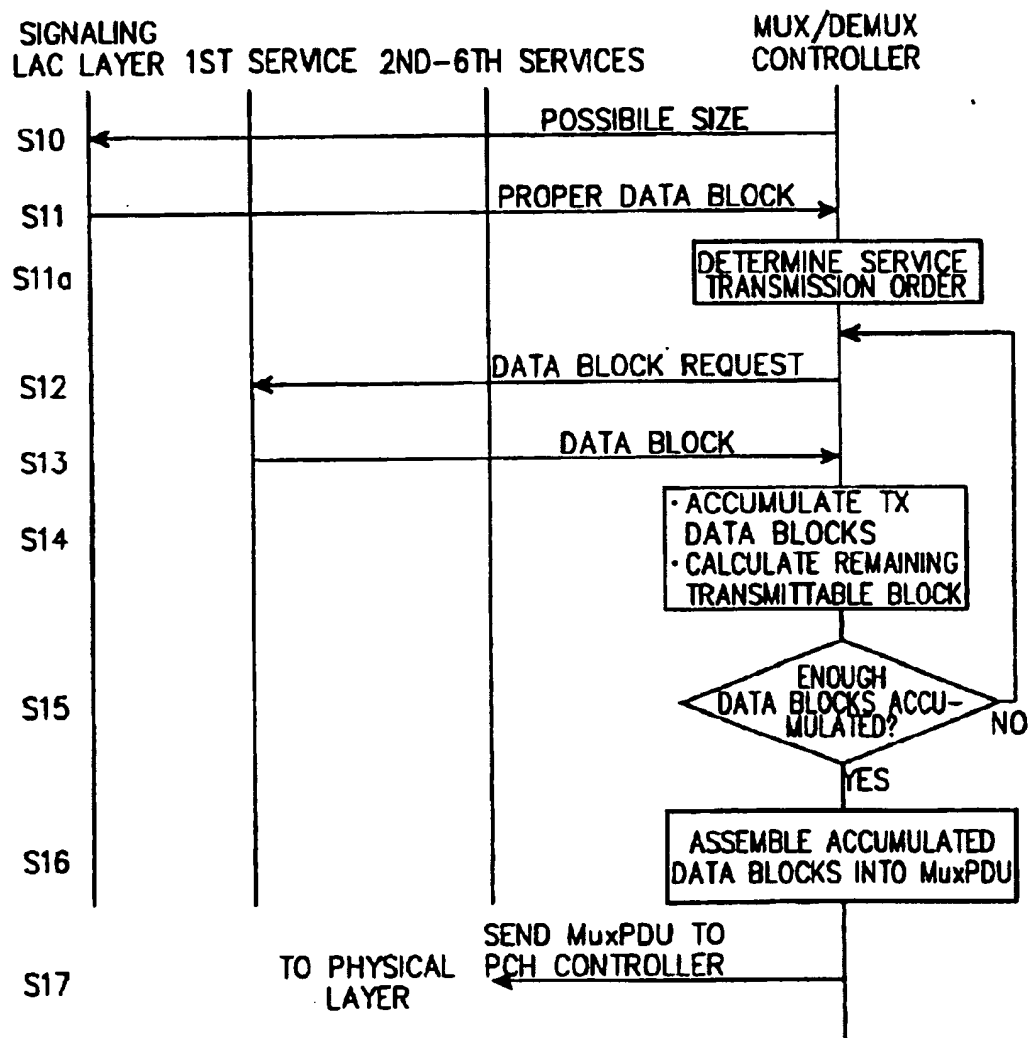 SIGNALING
LAC LAYER
1ST SERVICE
2ND-6TH SERVICES
MUX/DEMUX
CONTROLLER
S10
POSSIBILE SIZE
S11
PROPER DATA BLOCK
S11a
DETERMINE SERVICE
TRANSMISSION ORDER
S12
DATA BLOCK REQUEST
S13
DATA BLOCK
S14
·ACCUMULATE TX
DATA BLOCKS
·CALCULATE REMAINING
TRANSMITTABLE BLOCK
S15
ENOUGH
DATA BLOCKS ACCU-
MULATED?
NO
YES
S16
ASSEMBLE ACCUMULATED
DATA BLOCKS INTO MuxPDU
S17
TO PHYSICAL
LAYER
SEND MuxPDU TO
PCH CONTROLLER